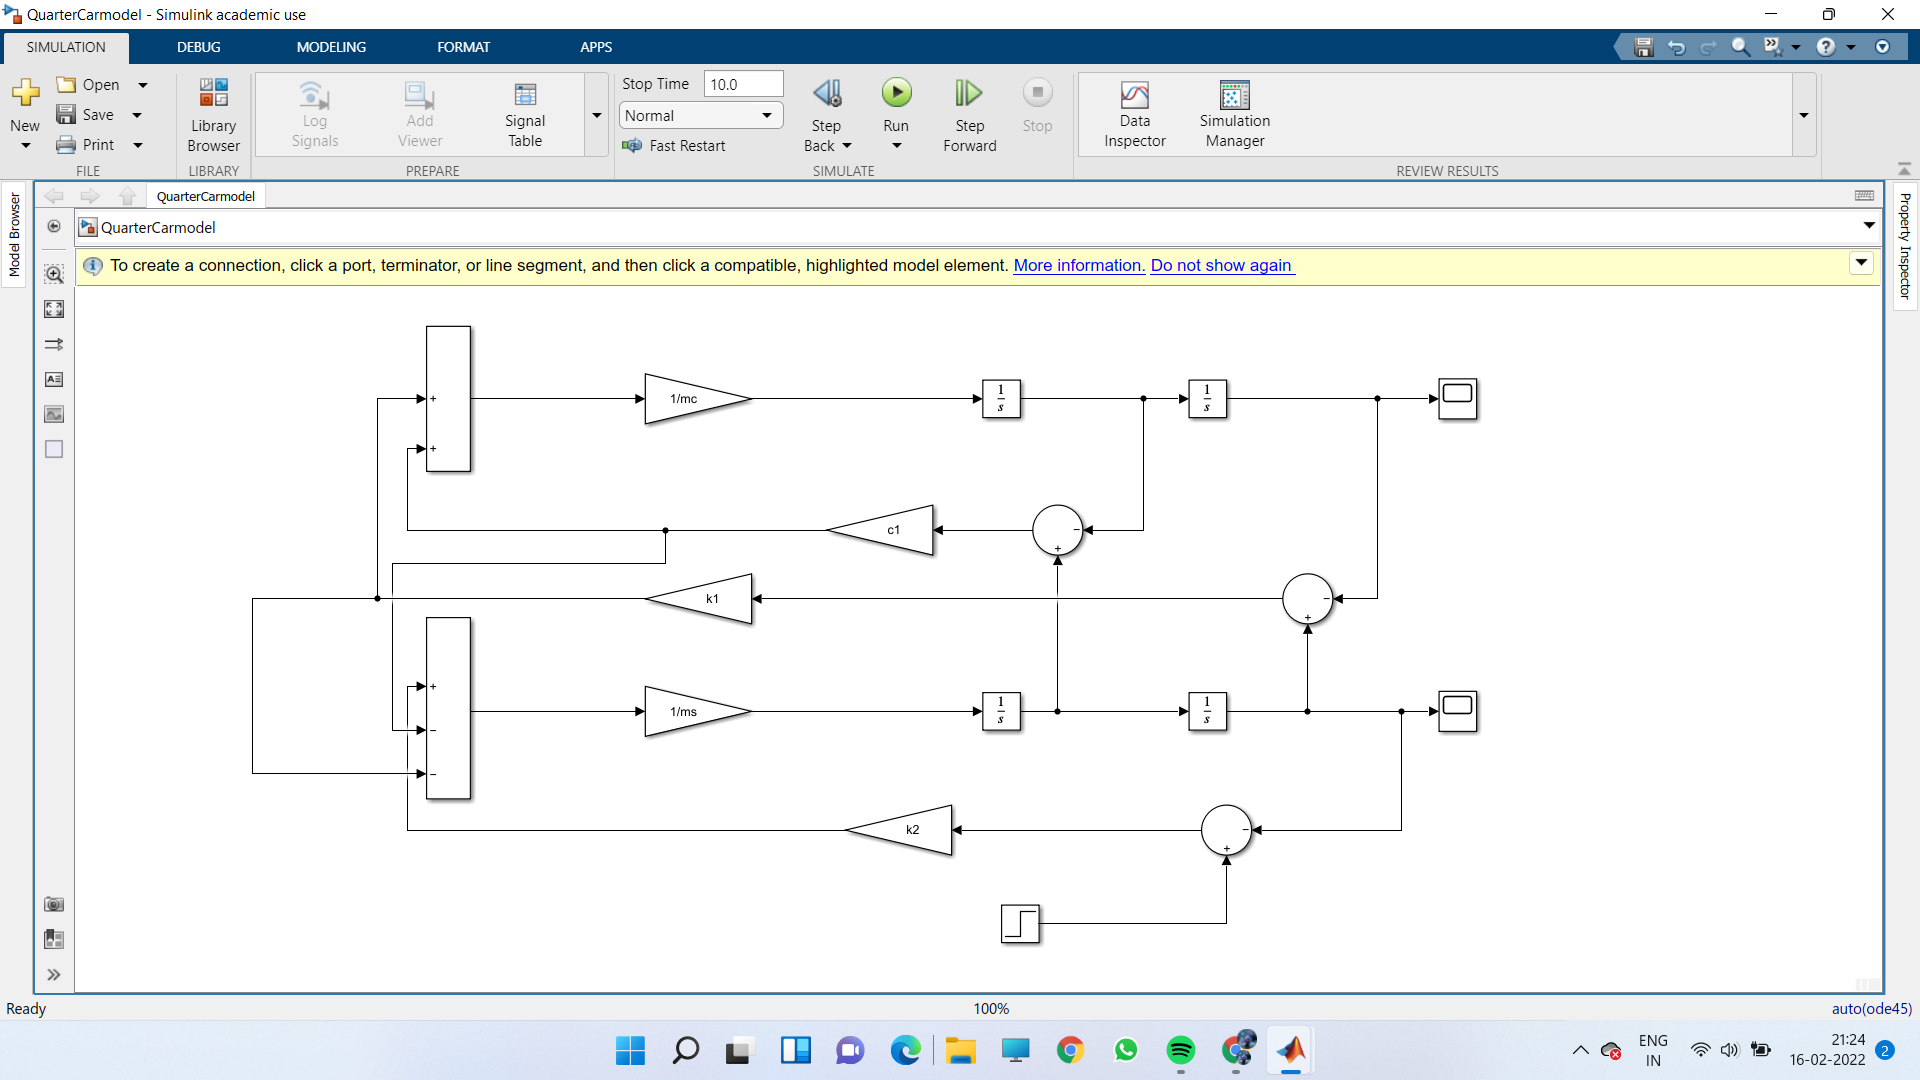 QuarterCarmodel - Simulink academic use
SIMULATION DEBUG MODELING FORMAT APPS
New
Open
Save
Print
FILE
Library
Browser
LIBRARY
Log
Signals
Add
Viewer
Signal
Table
PREPARE
Stop Time 10.0
Normal
Fast Restart
Step
Back
Run
Step
Forward
Stop
SIMULATE
Data
Inspector
Simulation
Manager
REVIEW RESULTS
Model Browser
QuarterCarmodel
QuarterCarmodel
Property Inspector
To create a connection, click a port, terminator, or line segment, and then click a compatible, highlighted model element. More information. Do not show again
+
+
1/mc
1
s
1
s
c1
−
+
k1
−
+
+
−
−
1/ms
1
s
1
s
k2
−
+
Ready 100% auto(ode45)
ENG
IN
21:24
16-02-2022
2